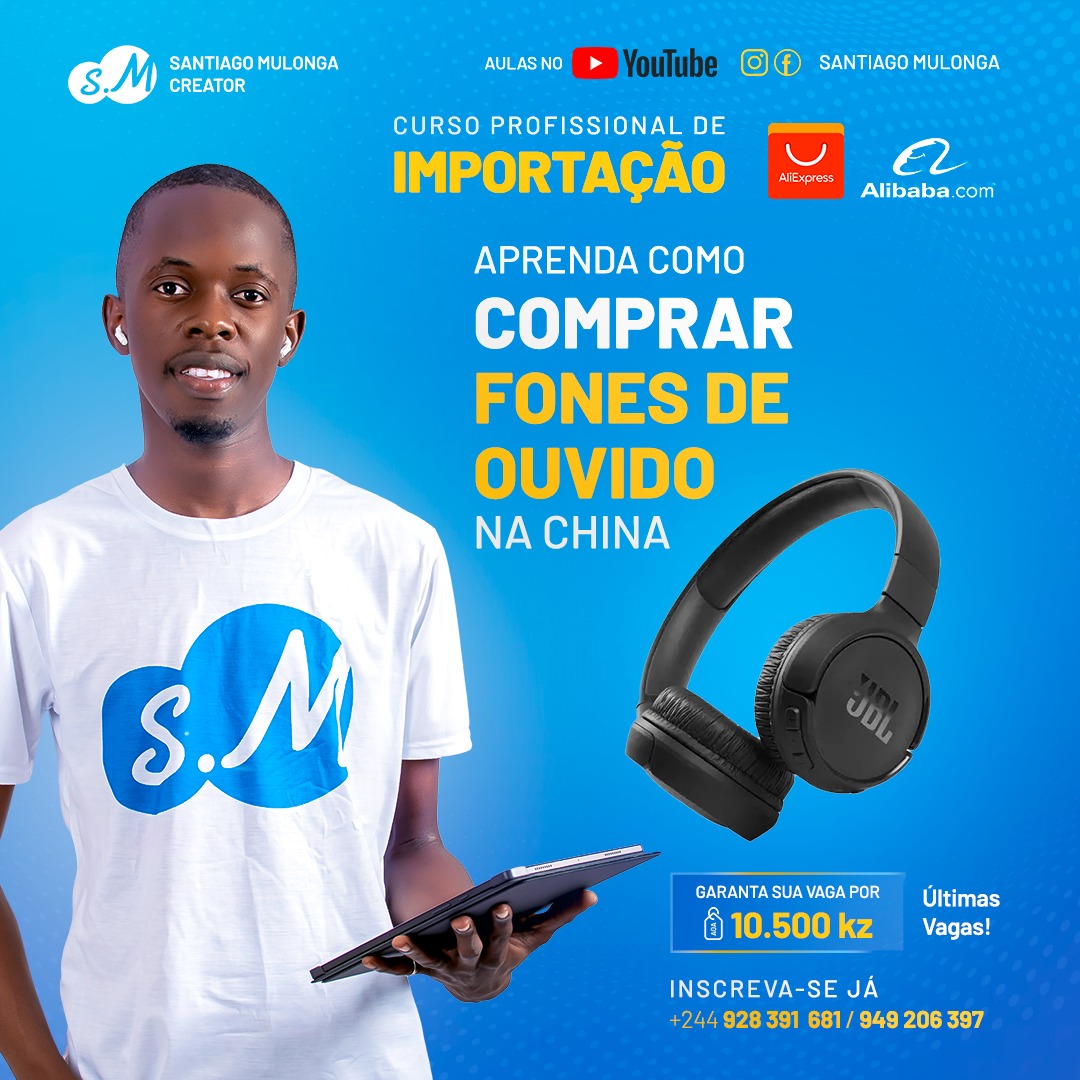 S.M
SANTIAGO MULONGA
CREATOR
AULAS NO YouTube
SANTIAGO MULONGA
CURSO PROFISSIONAL DE
IMPORTAÇÃO
AliExpress
Alibaba.com
APRENDA COMO
COMPRAR
FONES DE
OUVIDO
NA CHINA
JBL
S.M
GARANTA SUA VAGA POR
AOA 10.500 kz
Últimas
Vagas!
INSCREVA-SE JÁ
+244 928 391 681 / 949 206 397